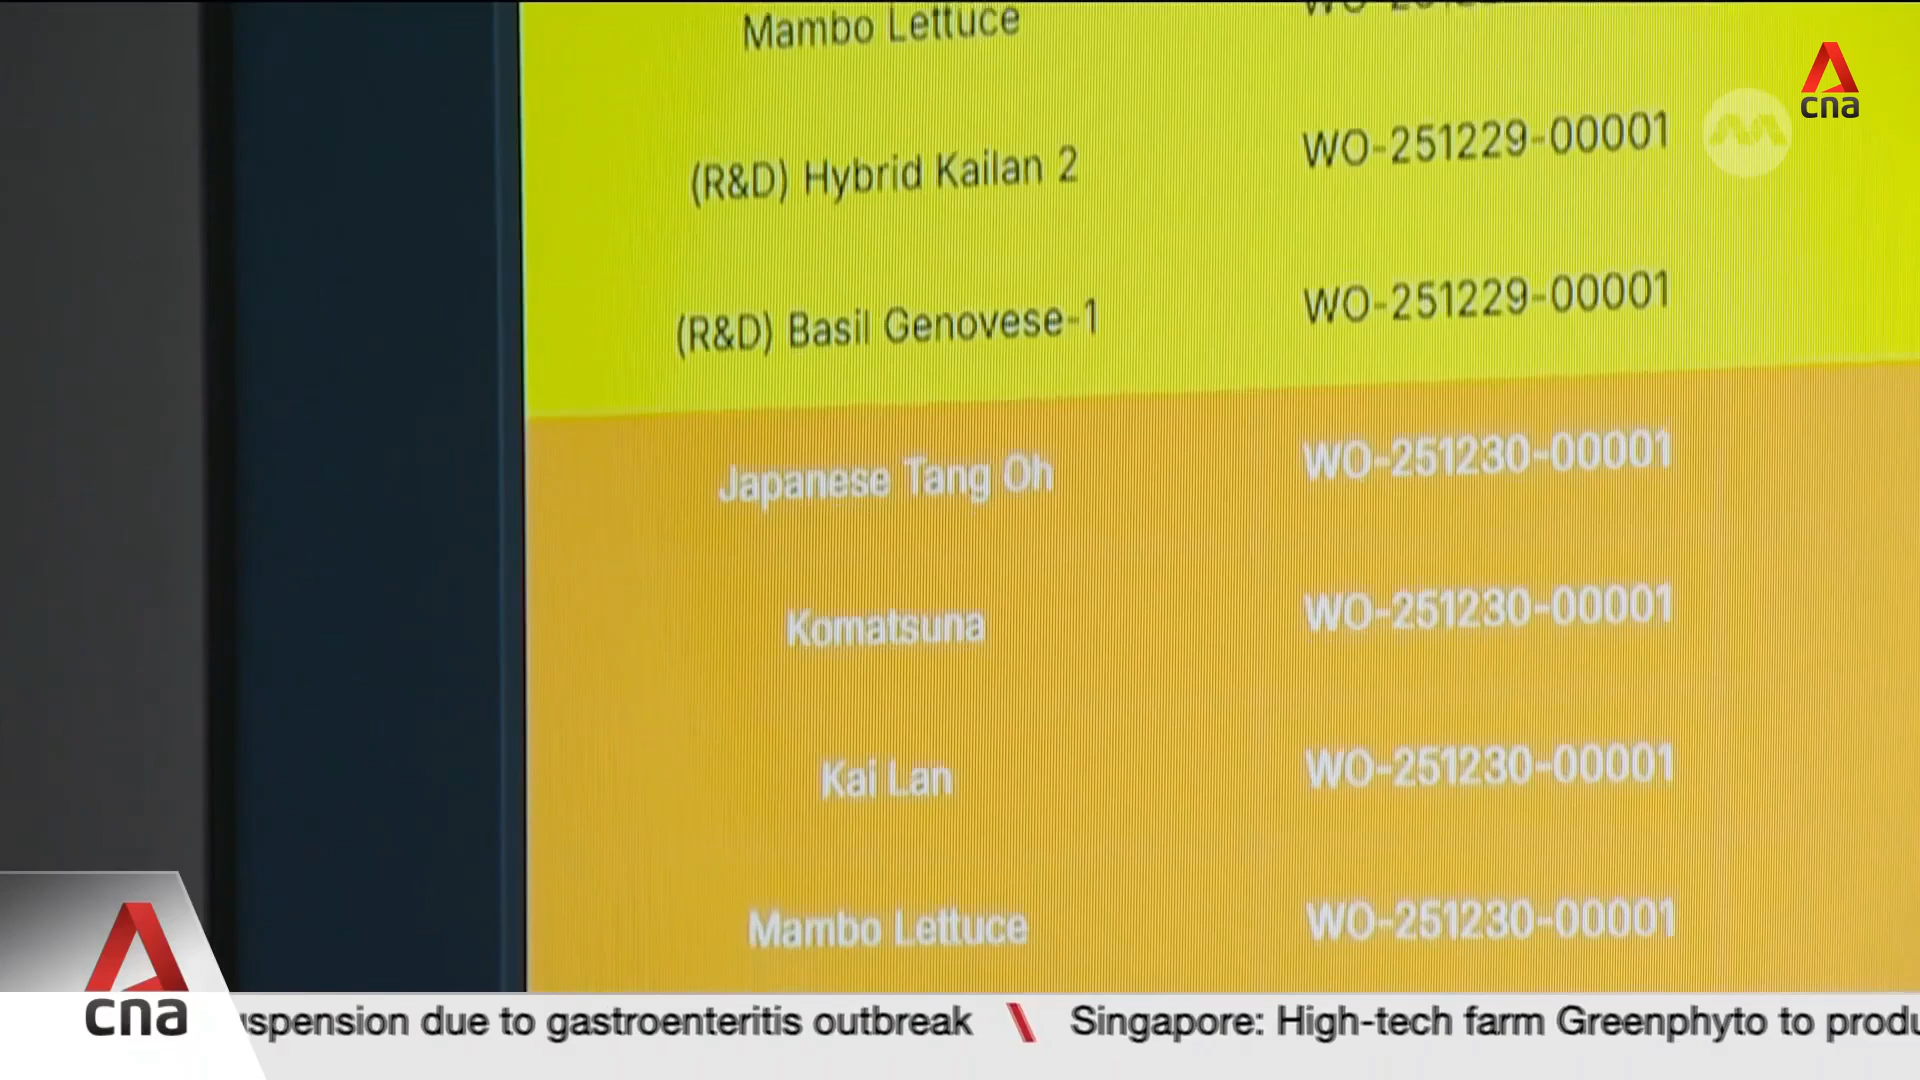 Mambo Lettuce
(R&D) Hybrid Kailan 2 WO-251229-00001
(R&D) Basil Genovese-1 WO-251229-00001
Japanese Tang Oh WO-251230-00001
Komatsuna WO-251230-00001
Kai Lan WO-251230-00001
Mambo Lettuce WO-251230-00001
cna
cna
due to gastroenteritis outbreak \ Singapore: High-tech farm Greenphyto to